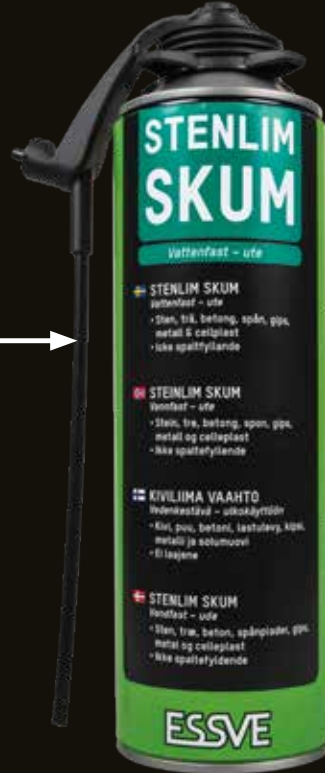 STENLIM
SKUM
Vattenfast – ute
STENLIM SKUM
Vattenfast – ute
• Sten, trä, betong, spån, gips,
metall & cellplast
• Icke spaltfyllande
STEINLIM SKUM
Vannfast – ute
• Stein, tre, betong, spon, gips,
metall og celleplast
• Ikke spaltefyllende
KIVILIIMA VAAHTO
Vedenkestävä – ulkokäyttöön
• Kivi, puu, betoni, lastulevy, kipsi,
metalli ja solumuovi
• Ei laajene
STENLIM SKUM
Vandfast – ute
• Sten, træ, beton, spånplader, gips,
metal og celleplast
• Ikke spaltefyldende
ESSVE